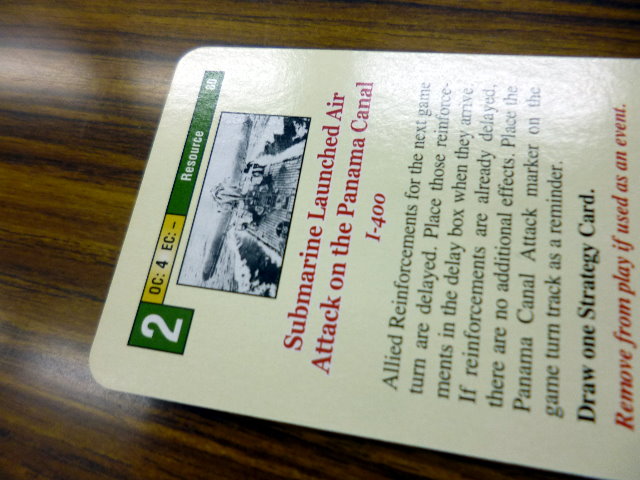 2 OC: 4 EC: – Resource 80
Submarine Launched Air
Attack on the Panama Canal
I-400
Allied Reinforcements for the next game
turn are delayed. Place those reinforce-
ments in the delay box when they arrive.
If reinforcements are already delayed,
there are no additional effects. Place the
Panama Canal Attack marker on the
game turn track as a reminder.
Draw one Strategy Card.
Remove from play if used as an event.